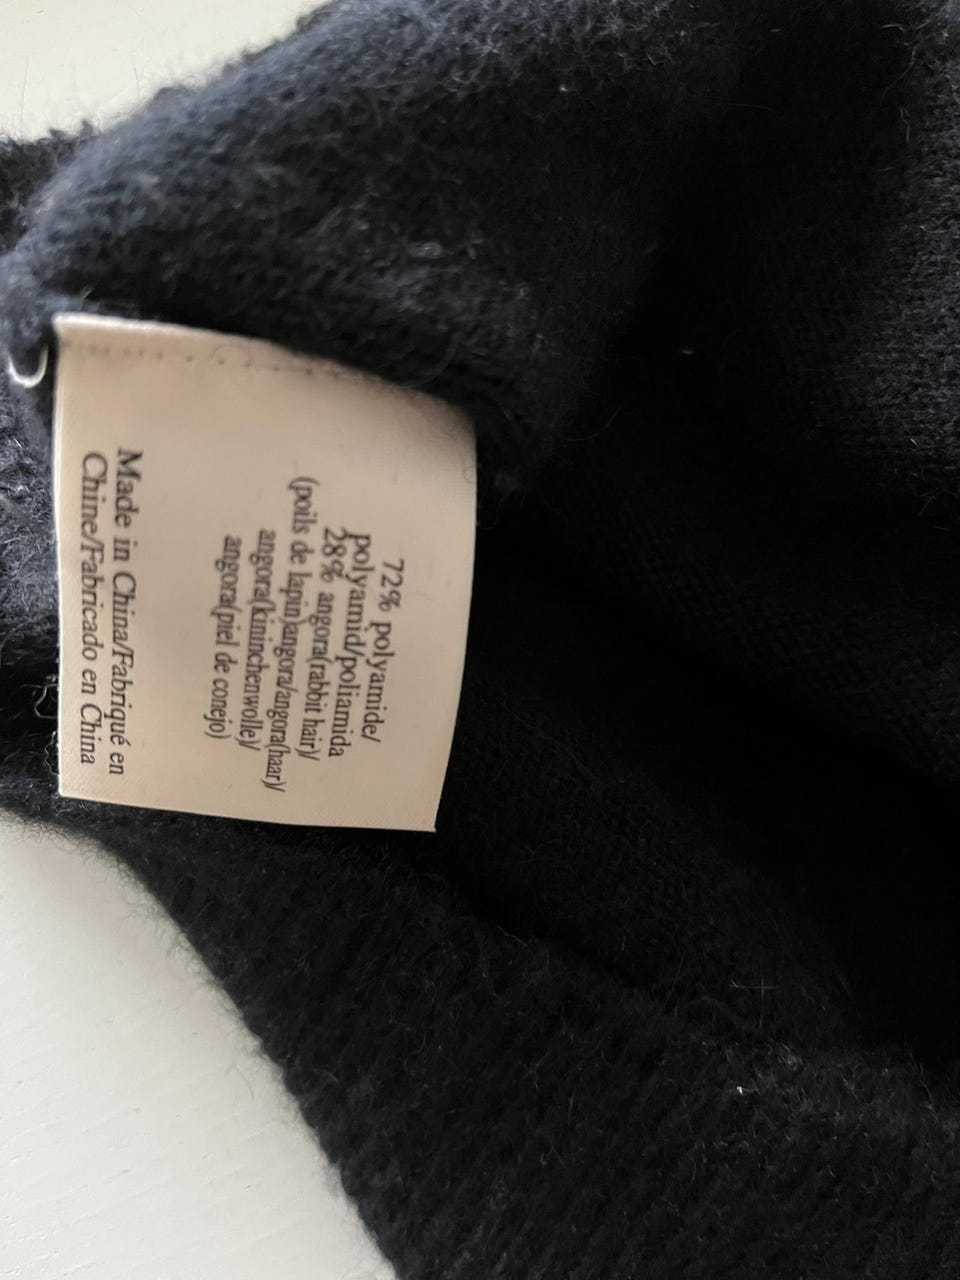 72% polyamide/
polyamid/poliamida
28% angora(rabbit hair)/
(poils de lapin)angora/angora(haar)/
angora(kininchenwolle)/
angora(piel de conejo)
Made in China/Fabriqué en
Chine/Fabricado en China